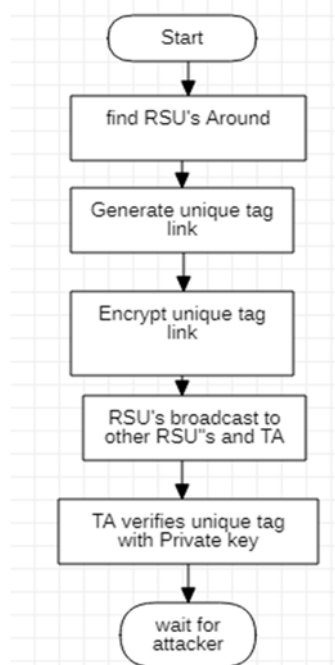 Start
find RSU's Around
Generate unique tag
link
Encrypt unique tag
link
RSU's broadcast to
other RSU"s and TA
TA verifies unique tag
with Private key
wait for
attacker